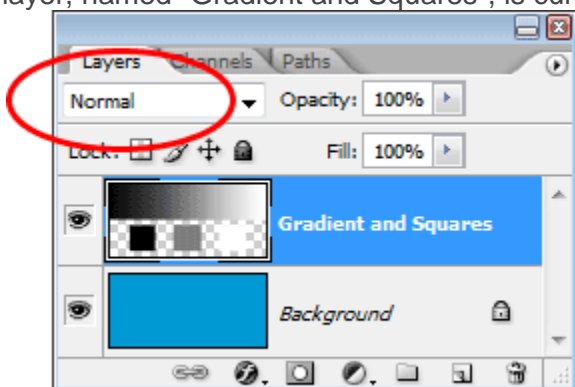 layer, named "Gradient and Squares", is cur
Layers Channels Paths
Normal Opacity: 100%
Lock: Fill: 100%
Gradient and Squares
Background